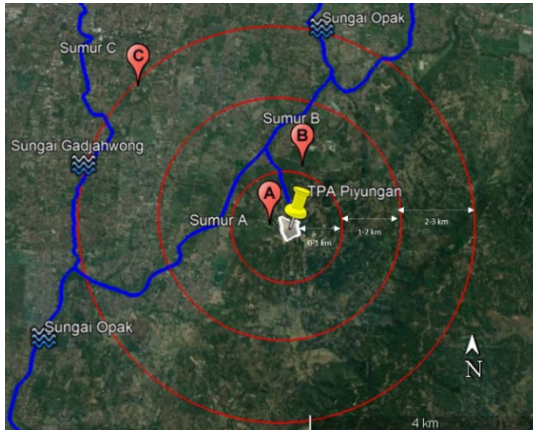 Sungai Opak
Sumur C
C
Sumur B
B
Sungai Gadjahwong
TPA Piyungan
A
Sumur A
0-1 km
1-2 km
2-3 km
Sungai Opak
N
4 km